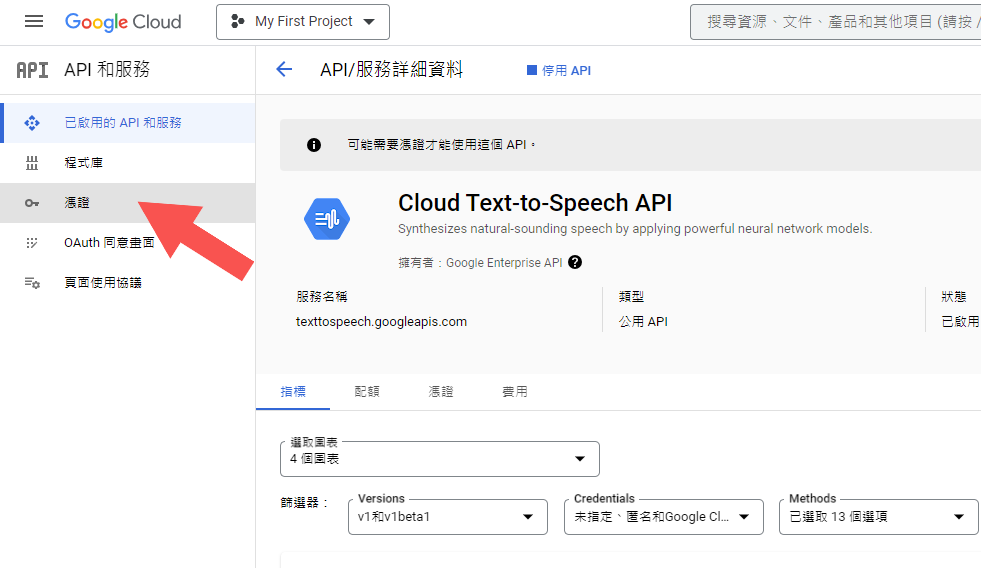 Google Cloud
My First Project
搜尋資源、文件、產品和其他項目 (請按 /
API API 和服務
API/服務詳細資料
停用 API
已啟用的 API 和服務
程式庫
憑證
OAuth 同意畫面
頁面使用協議
可能需要憑證才能使用這個 API。
Cloud Text-to-Speech API
Synthesizes natural-sounding speech by applying powerful neural network models.
擁有者：Google Enterprise API
服務名稱
texttospeech.googleapis.com
類型
公用 API
狀態
已啟用
指標
配額
憑證
費用
選取圖表
4 個圖表
篩選器：
Versions
v1和v1beta1
Credentials
未指定、匿名和Google Cl...
Methods
已選取 13 個選項